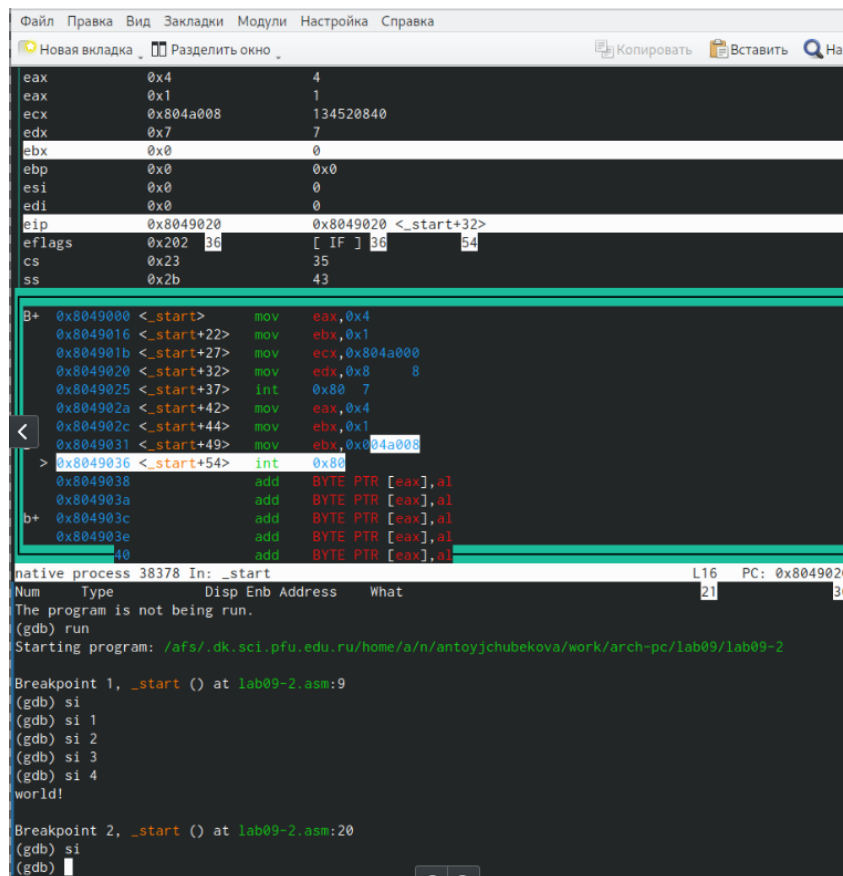 Файл Правка Вид Закладки Модули Настройка Справка
Новая вкладка Разделить окно Копировать Вставить На
eax 0x4 4
eax 0x1 1
ecx 0x804a008 134520840
edx 0x7 7
ebx 0x0 0
ebp 0x0 0x0
esi 0x0 0
edi 0x0 0
eip 0x8049020 0x8049020 <_start+32>
eflags 0x202 36 [ IF ] 36 54
cs 0x23 35
ss 0x2b 43
B+ 0x8049000 <_start> mov eax,0x4
0x8049016 <_start+22> mov ebx,0x1
0x804901b <_start+27> mov ecx,0x804a000
0x8049020 <_start+32> mov edx,0x8 8
0x8049025 <_start+37> int 0x80 7
0x804902a <_start+42> mov eax,0x4
0x804902c <_start+44> mov ebx,0x1
0x8049031 <_start+49> mov ebx,0x004a008
> 0x8049036 <_start+54> int 0x80
0x8049038 add BYTE PTR [eax],al
0x804903a add BYTE PTR [eax],al
b+ 0x804903c add BYTE PTR [eax],al
0x804903e add BYTE PTR [eax],al
40 add BYTE PTR [eax],al
native process 38378 In: _start L16 PC: 0x804902
Num Type Disp Enb Address What 21 3
The program is not being run.
(gdb) run
Starting program: /afs/.dk.sci.pfu.edu.ru/home/a/n/antoyjchubekova/work/arch-pc/lab09/lab09-2
Breakpoint 1, _start () at lab09-2.asm:9
(gdb) si
(gdb) si 1
(gdb) si 2
(gdb) si 3
(gdb) si 4
world!
Breakpoint 2, _start () at lab09-2.asm:20
(gdb) si
(gdb)